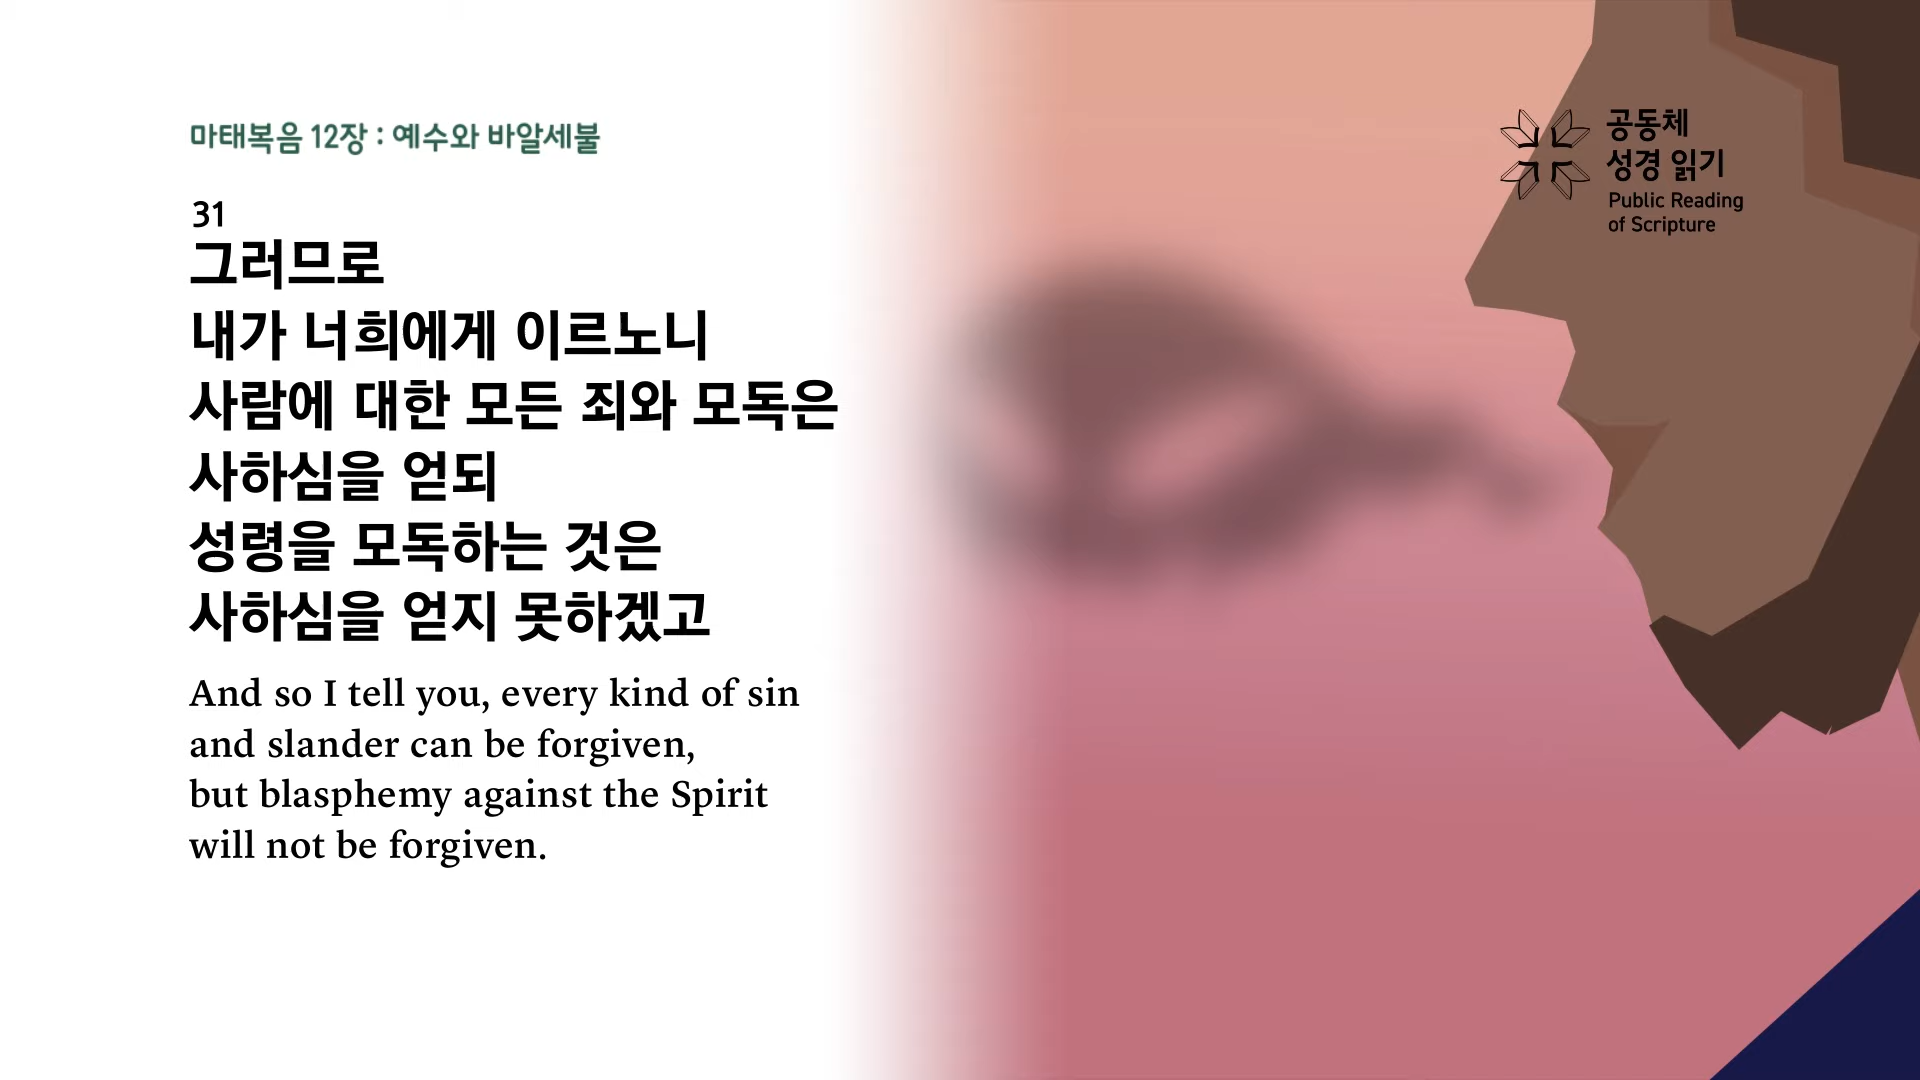 마태복음 12장 : 예수와 바알세불
31
그러므로
내가 너희에게 이르노니
사람에 대한 모든 죄와 모독은
사하심을 얻되
성령을 모독하는 것은
사하심을 얻지 못하겠고
And so I tell you, every kind of sin
and slander can be forgiven,
but blasphemy against the Spirit
will not be forgiven.
공동체
성경 읽기
Public Reading
of Scripture